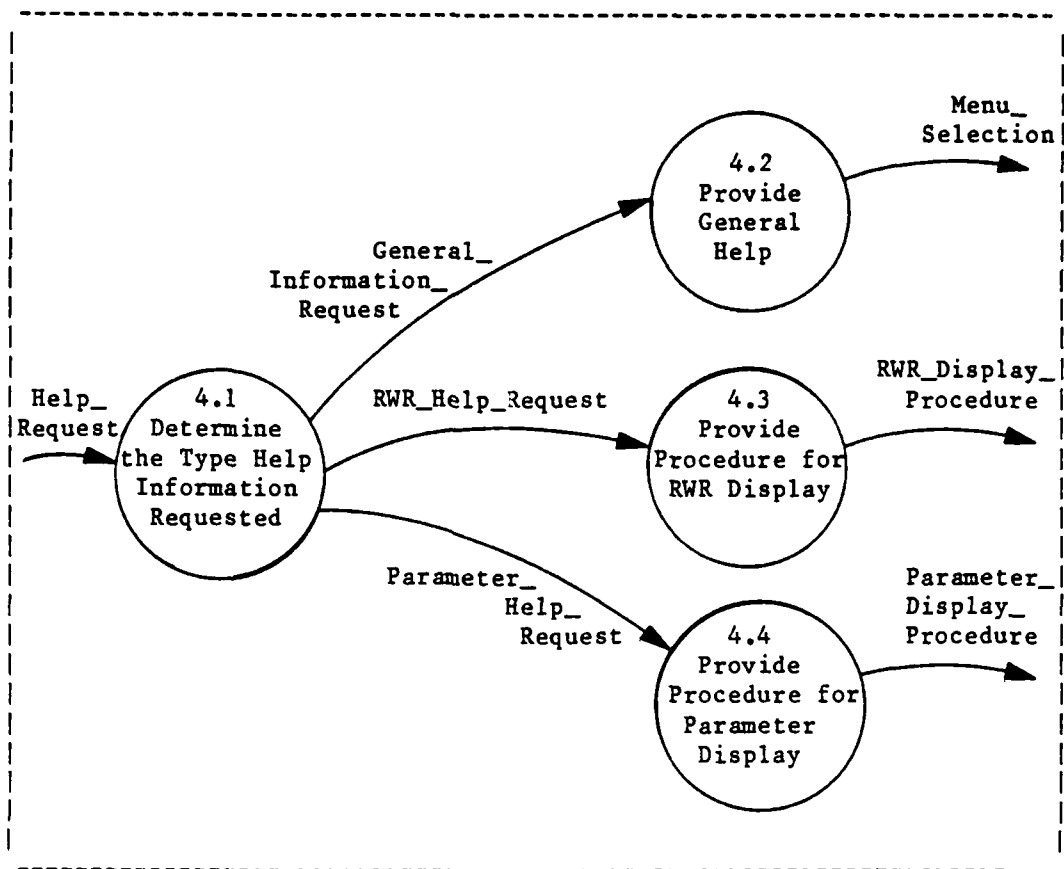 Menu_
Selection
4.2
Provide
General
Help
General_
Information_
Request
Help_
Request
4.1
Determine
the Type Help
Information
Requested
RWR_Help_Request
4.3
Provide
Procedure for
RWR Display
RWR_Display_
Procedure
Parameter_
Help_
Request
4.4
Provide
Procedure for
Parameter
Display
Parameter_
Display_
Procedure